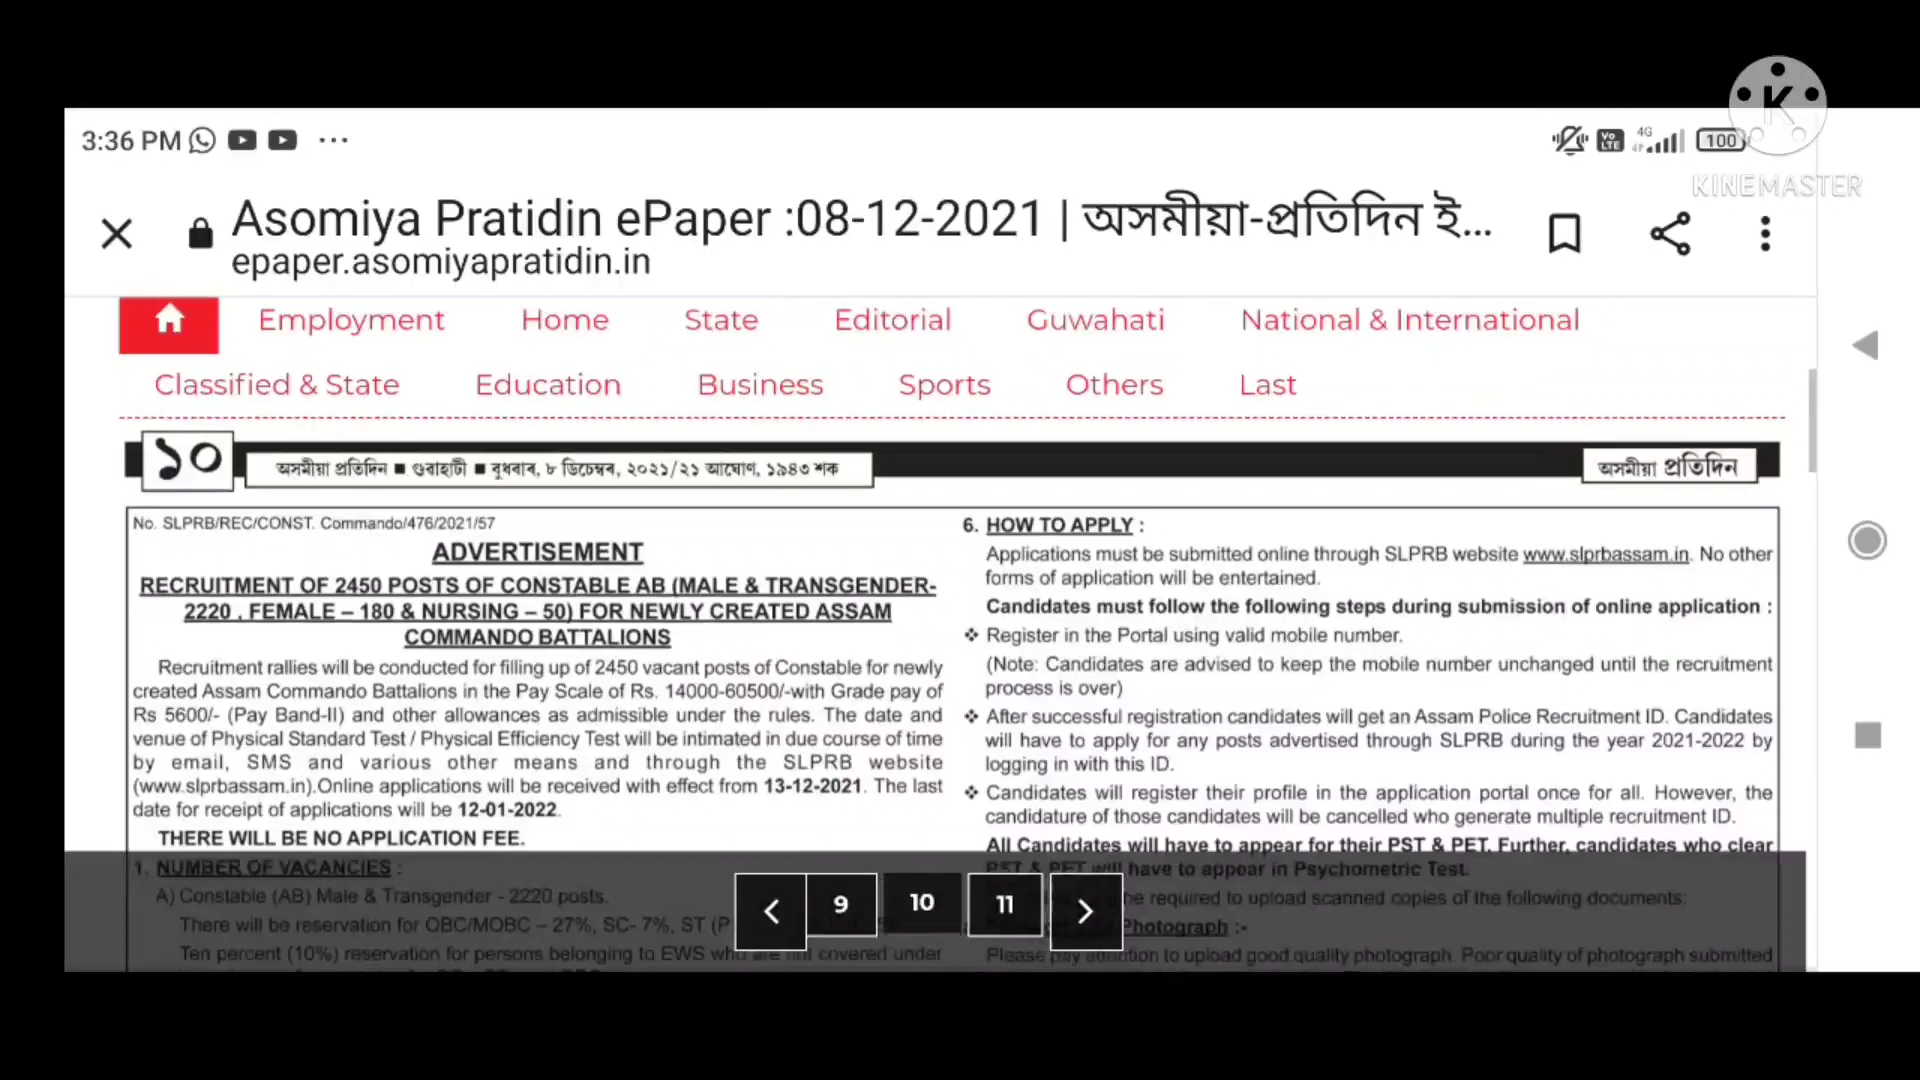 3:36 PM
4G
Vo LTE
100
K
KINEMASTER
Asomiya Pratidin ePaper :08-12-2021 | অসমীয়া-প্ৰতিদিন ই...
epaper.asomiyapratidin.in
Employment Home State Editorial Guwahati National & International
Classified & State Education Business Sports Others Last
১০
অসমীয়া প্ৰতিদিন ■ গুৱাহাটী ■ বুধবাৰ, ৮ ডিচেম্বৰ, ২০২১/২১ আঘোণ, ১৯৪৩ শক
অসমীয়া প্ৰতিদিন
No. SLPRB/REC/CONST. Commando/476/2021/57
ADVERTISEMENT
RECRUITMENT OF 2450 POSTS OF CONSTABLE AB (MALE & TRANSGENDER-
2220 , FEMALE – 180 & NURSING – 50) FOR NEWLY CREATED ASSAM
COMMANDO BATTALIONS
Recruitment rallies will be conducted for filling up of 2450 vacant posts of Constable for newly
created Assam Commando Battalions in the Pay Scale of Rs. 14000-60500/-with Grade pay of
Rs 5600/- (Pay Band-II) and other allowances as admissible under the rules. The date and
venue of Physical Standard Test / Physical Efficiency Test will be intimated in due course of time
by email, SMS and various other means and through the SLPRB website
(www.slprbassam.in).Online applications will be received with effect from 13-12-2021. The last
date for receipt of applications will be 12-01-2022.
THERE WILL BE NO APPLICATION FEE.
1. NUMBER OF VACANCIES :
A) Constable (AB) Male & Transgender - 2220 posts.
There will be reservation for OBC/MOBC – 27%, SC- 7%, ST (P
Ten percent (10%) reservation for persons belonging to EWS who are not covered under
6. HOW TO APPLY :
Applications must be submitted online through SLPRB website www.slprbassam.in. No other
forms of application will be entertained.
Candidates must follow the following steps during submission of online application :
❖ Register in the Portal using valid mobile number.
(Note: Candidates are advised to keep the mobile number unchanged until the recruitment
process is over)
❖ After successful registration candidates will get an Assam Police Recruitment ID. Candidates
will have to apply for any posts advertised through SLPRB during the year 2021-2022 by
logging in with this ID.
❖ Candidates will register their profile in the application portal once for all. However, the
candidature of those candidates will be cancelled who generate multiple recruitment ID.
All Candidates will have to appear for their PST & PET. Further, candidates who clear
PST & PET will have to appear in Psychometric Test.
be required to upload scanned copies of the following documents:
Photograph :-
Please pay attention to upload good quality photograph. Poor quality of photograph submitted
9 10 11